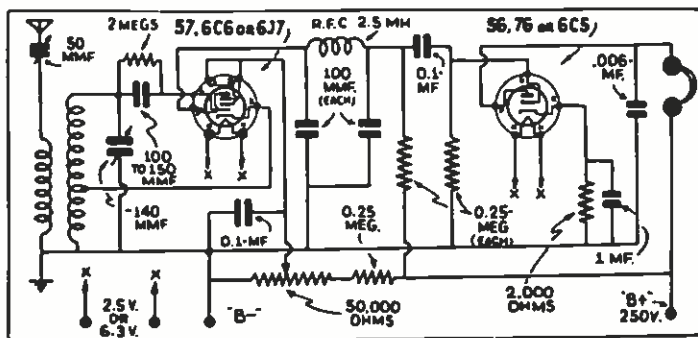 2 MEGS
57, 6C6 OR 6J7
R.F.C 2.5 MH
56, 76 OR 6C5
50
MMF
100
MMF.
(EACH)
0.1-
MF
.006-
MF.
100
TO 150
MMF
-140
MMF
0.1-MF
0.25
MEG.
0.25-
MEG
(EACH)
1 MF.
X
X
X
X
X
X
2.5 V.
OR
6.3 V.
"B-"
50,000
OHMS
2,000
OHMS
"B+"
250V.